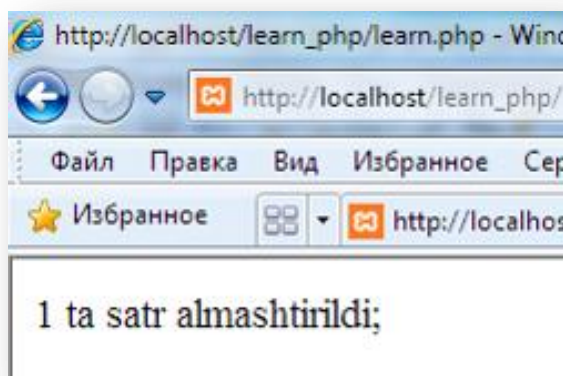 http://localhost/learn_php/learn.php - Wind
http://localhost/learn_php/
Файл Правка Вид Избранное Сер
Избранное http://localhos
1 ta satr almashtirildi;